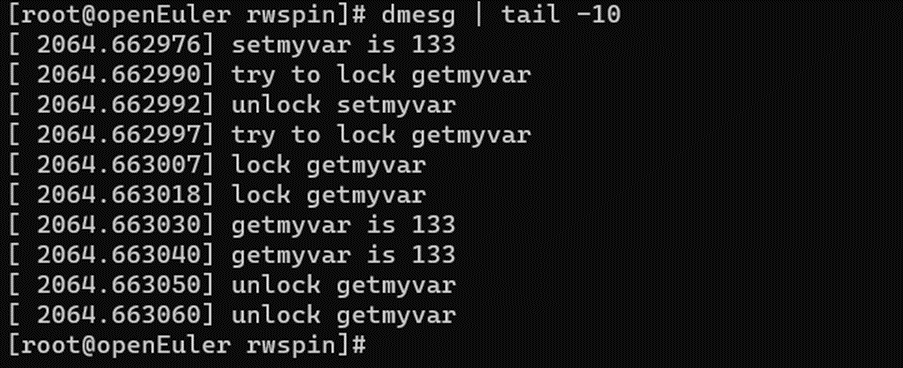 [root@openEuler rwspin]# dmesg | tail -10
[ 2064.662976] setmyvar is 133
[ 2064.662990] try to lock getmyvar
[ 2064.662992] unlock setmyvar
[ 2064.662997] try to lock getmyvar
[ 2064.663007] lock getmyvar
[ 2064.663018] lock getmyvar
[ 2064.663030] getmyvar is 133
[ 2064.663040] getmyvar is 133
[ 2064.663050] unlock getmyvar
[ 2064.663060] unlock getmyvar
[root@openEuler rwspin]#